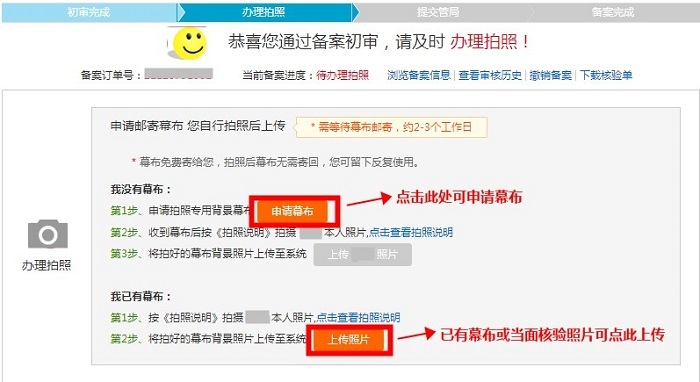 初审完成
办理拍照
提交管局
备案完成
恭喜您通过备案初审，请及时 办理拍照！
备案订单号：
当前备案进度：待办理拍照
浏览备案信息 | 查看审核历史 | 撤销备案 | 下载核验单
申请邮寄幕布 您自行拍照后上传
* 需等待幕布邮寄，约2-3个工作日
* 幕布免费寄给您，拍照后幕布无需寄回，您可留下反复使用。
我没有幕布：
第1步、申请拍照专用背景幕布 申请幕布
点击此处可申请幕布
第2步、收到幕布后按《拍照说明》拍摄 本人照片,点击查看拍照说明
第3步、将拍好的幕布背景照片上传至系统 上传 照片
办理拍照
我已有幕布：
第1步、按《拍照说明》拍摄 本人照片,点击查看拍照说明
第2步、将拍好的幕布背景照片上传至系统 上传照片
已有幕布或当面核验照片可点此上传